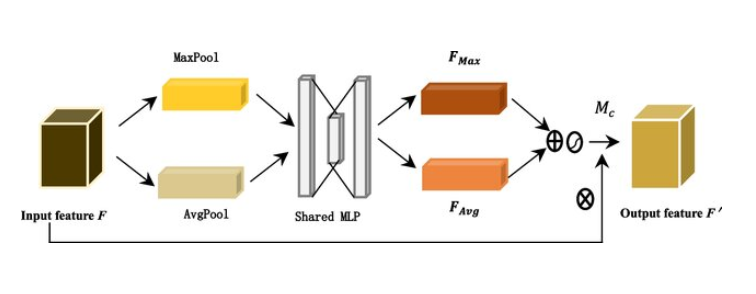 MaxPool
F_Max
M_c
Input feature F
AvgPool
Shared MLP
F_Avg
Output feature F′